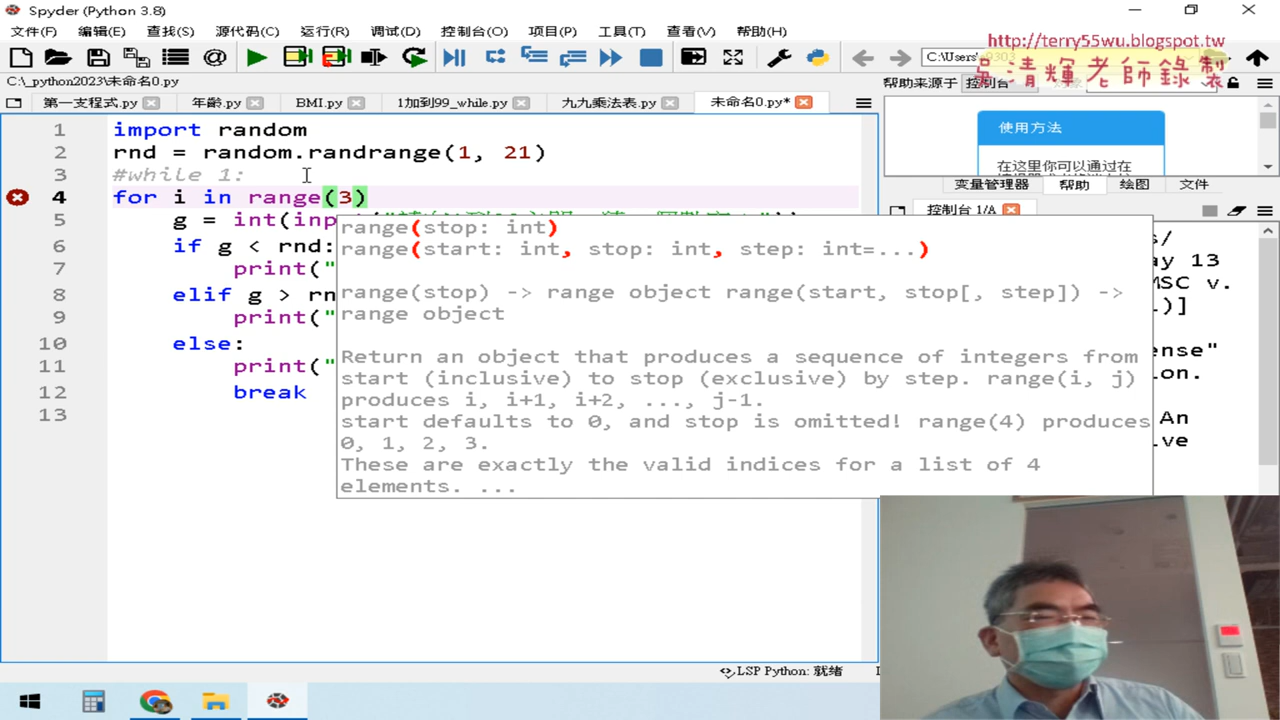 Spyder (Python 3.8)
文件(F) 编辑(E) 查找(S) 源代码(C) 运行(R) 调试(D) 控制台(O) 项目(P) 工具(T) 查看(V) 帮助(H)
http://terry55wu.blogspot.tw
吳清輝老師錄製
C:\Users\
C:\_python2023\未命名0.py
帮助来源于 控制台
第一支程式.py 年龄.py BMI.py 1加到99_while.py 九九乘法表.py 未命名0.py*
使用方法
在这里你可以通过在
变量管理器 帮助 绘图 文件
控制台 1/A
1 import random
2 rnd = random.randrange(1, 21)
3 #while 1:
4 for i in range(3)
5 g = int(inp
6 if g < rnd:
7 print("
8 elif g > rn
9 print("
10 else:
11 print("
12 break
13
range(stop: int)
range(start: int, stop: int, step: int=...)
range(stop) -> range object range(start, stop[, step]) ->
range object
Return an object that produces a sequence of integers from
start (inclusive) to stop (exclusive) by step. range(i, j)
produces i, i+1, i+2, ..., j-1.
start defaults to 0, and stop is omitted! range(4) produces
0, 1, 2, 3.
These are exactly the valid indices for a list of 4
elements. ...
s/
ay 13
MSC v.
.)]
ense"
on.
An
ve
LSP Python: 就绪